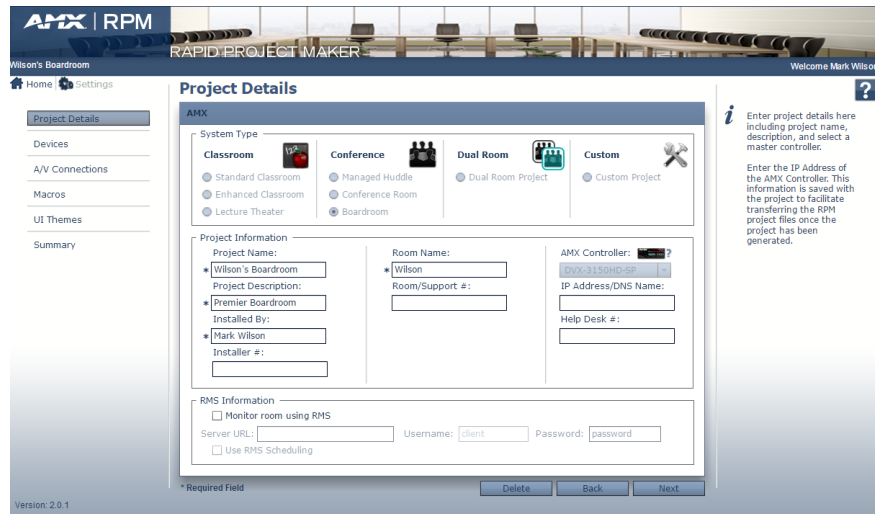 AMX | RPM
RAPID PROJECT MAKER
Wilson's Boardroom
Welcome Mark Wilso
Home Settings
Project Details
Devices
A/V Connections
Macros
UI Themes
Summary
Project Details
AMX
System Type
Classroom 123
Standard Classroom
Enhanced Classroom
Lecture Theater
Conference
Managed Huddle
Conference Room
Boardroom
Dual Room
Dual Room Project
Custom
Custom Project
Project Information
Project Name:
* Wilson's Boardroom
Project Description:
* Premier Boardroom
Installed By:
* Mark Wilson
Installer #:
Room Name:
* Wilson
Room/Support #:
AMX Controller: ?
DVX-3150HD-SP
IP Address/DNS Name:
Help Desk #:
RMS Information
Monitor room using RMS
Server URL: Username: client Password: password
Use RMS Scheduling
* Required Field
Delete Back Next
?
i
Enter project details here
including project name,
description, and select a
master controller.
Enter the IP Address of
the AMX Controller. This
information is saved with
the project to facilitate
transferring the RPM
project files once the
project has been
generated.
Version: 2.0.1